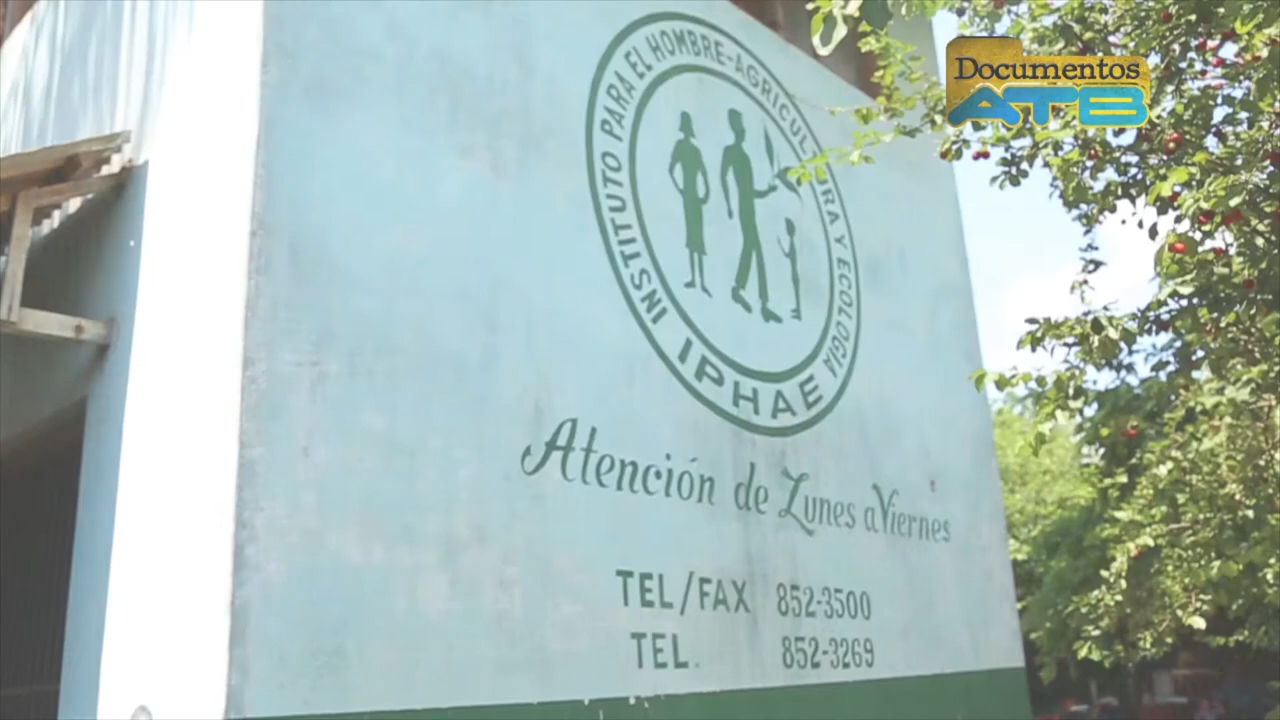 Documentos
ATB
INSTITUTO PARA EL HOMBRE-AGRICULTURA Y ECOLOGIA
IPHAE
Atención de Lunes a Viernes
TEL/FAX 852-3500
TEL. 852-3269